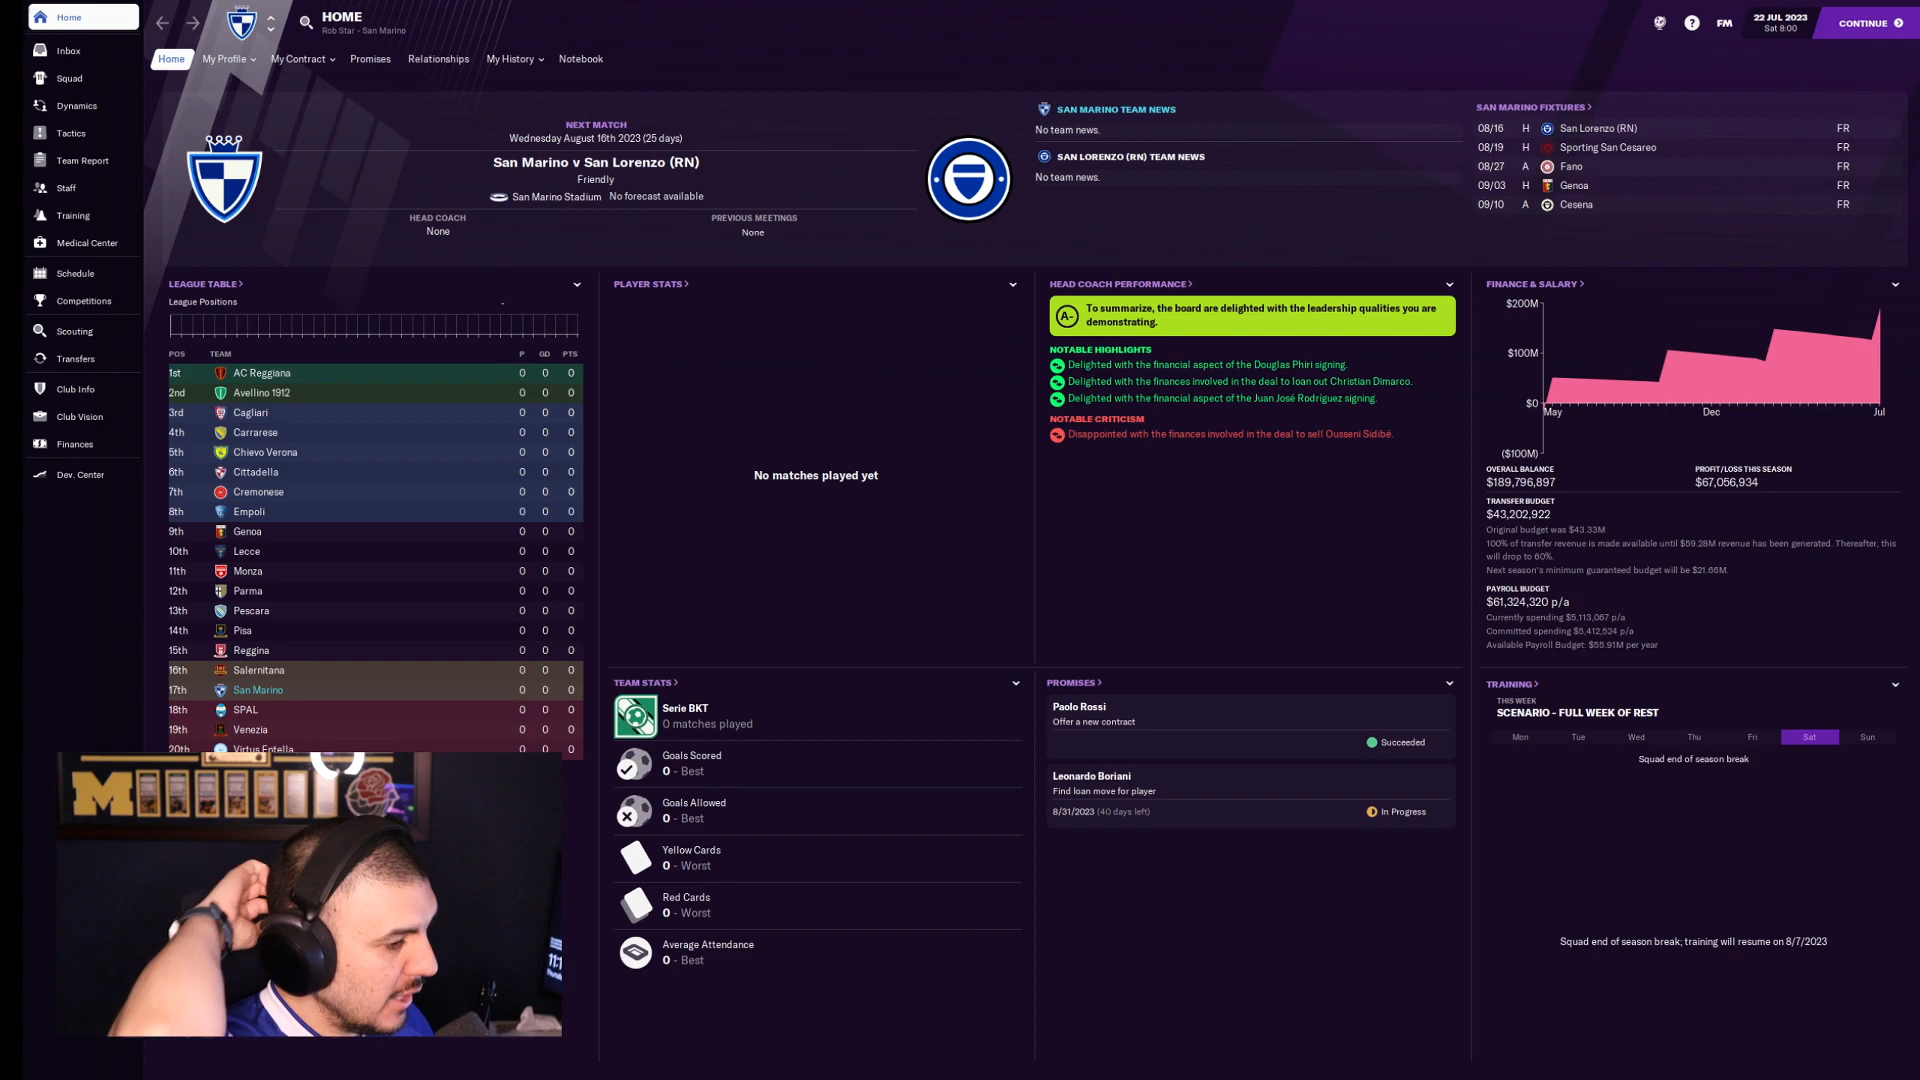 Home
Inbox
Squad
Dynamics
Tactics
Team Report
Staff
Training
Medical Center
Schedule
Competitions
Scouting
Transfers
Club Info
Club Vision
Finances
Dev. Center
HOME
Rob Star - San Marino
FM
22 JUL 2023
Sat 8:00
CONTINUE
Home My Profile My Contract Promises Relationships My History Notebook
NEXT MATCH
Wednesday August 16th 2023 (25 days)
San Marino v San Lorenzo (RN)
Friendly
San Marino Stadium No forecast available
HEAD COACH
None
PREVIOUS MEETINGS
None
SAN MARINO TEAM NEWS
No team news.
SAN LORENZO (RN) TEAM NEWS
No team news.
SAN MARINO FIXTURES >
08/16 H San Lorenzo (RN) FR
08/19 H Sporting San Cesareo FR
08/27 A Fano FR
09/03 H Genoa FR
09/10 A Cesena FR
LEAGUE TABLE >
League Positions -
POS TEAM P GD PTS
1st AC Reggiana 0 0 0
2nd Avellino 1912 0 0 0
3rd Cagliari 0 0 0
4th Carrarese 0 0 0
5th Chievo Verona 0 0 0
6th Cittadella 0 0 0
7th Cremonese 0 0 0
8th Empoli 0 0 0
9th Genoa 0 0 0
10th Lecce 0 0 0
11th Monza 0 0 0
12th Parma 0 0 0
13th Pescara 0 0 0
14th Pisa 0 0 0
15th Reggina 0 0 0
16th Salernitana 0 0 0
17th San Marino 0 0 0
18th SPAL 0 0 0
19th Venezia 0 0 0
20th Virtus Entella 0 0 0
M
PLAYER STATS >
No matches played yet
TEAM STATS >
Serie BKT
0 matches played
Goals Scored
0 - Best
Goals Allowed
0 - Best
Yellow Cards
0 - Worst
Red Cards
0 - Worst
Average Attendance
0 - Best
HEAD COACH PERFORMANCE >
A-
To summarize, the board are delighted with the leadership qualities you are
demonstrating.
NOTABLE HIGHLIGHTS
Delighted with the financial aspect of the Douglas Phiri signing.
Delighted with the finances involved in the deal to loan out Christian Dimarco.
Delighted with the financial aspect of the Juan José Rodríguez signing.
NOTABLE CRITICISM
Disappointed with the finances involved in the deal to sell Ousseni Sidibé.
PROMISES >
Paolo Rossi
Offer a new contract
Succeeded
Leonardo Boriani
Find loan move for player
8/31/2023 (40 days left) In Progress
FINANCE & SALARY >
$200M
$100M
$0
($100M)
May Dec Jul
OVERALL BALANCE
$189,796,897
PROFIT/LOSS THIS SEASON
$67,056,934
TRANSFER BUDGET
$43,202,922
Original budget was $43.33M
100% of transfer revenue is made available until $59.28M revenue has been generated. Thereafter, this
will drop to 60%.
Next season's minimum guaranteed budget will be $21.66M.
PAYROLL BUDGET
$61,324,320 p/a
Currently spending $5,113,067 p/a
Committed spending $5,412,524 p/a
Available Payroll Budget: $55.91M per year
TRAINING >
THIS WEEK
SCENARIO - FULL WEEK OF REST
Mon Tue Wed Thu Fri Sat Sun
Squad end of season break
Squad end of season break; training will resume on 8/7/2023